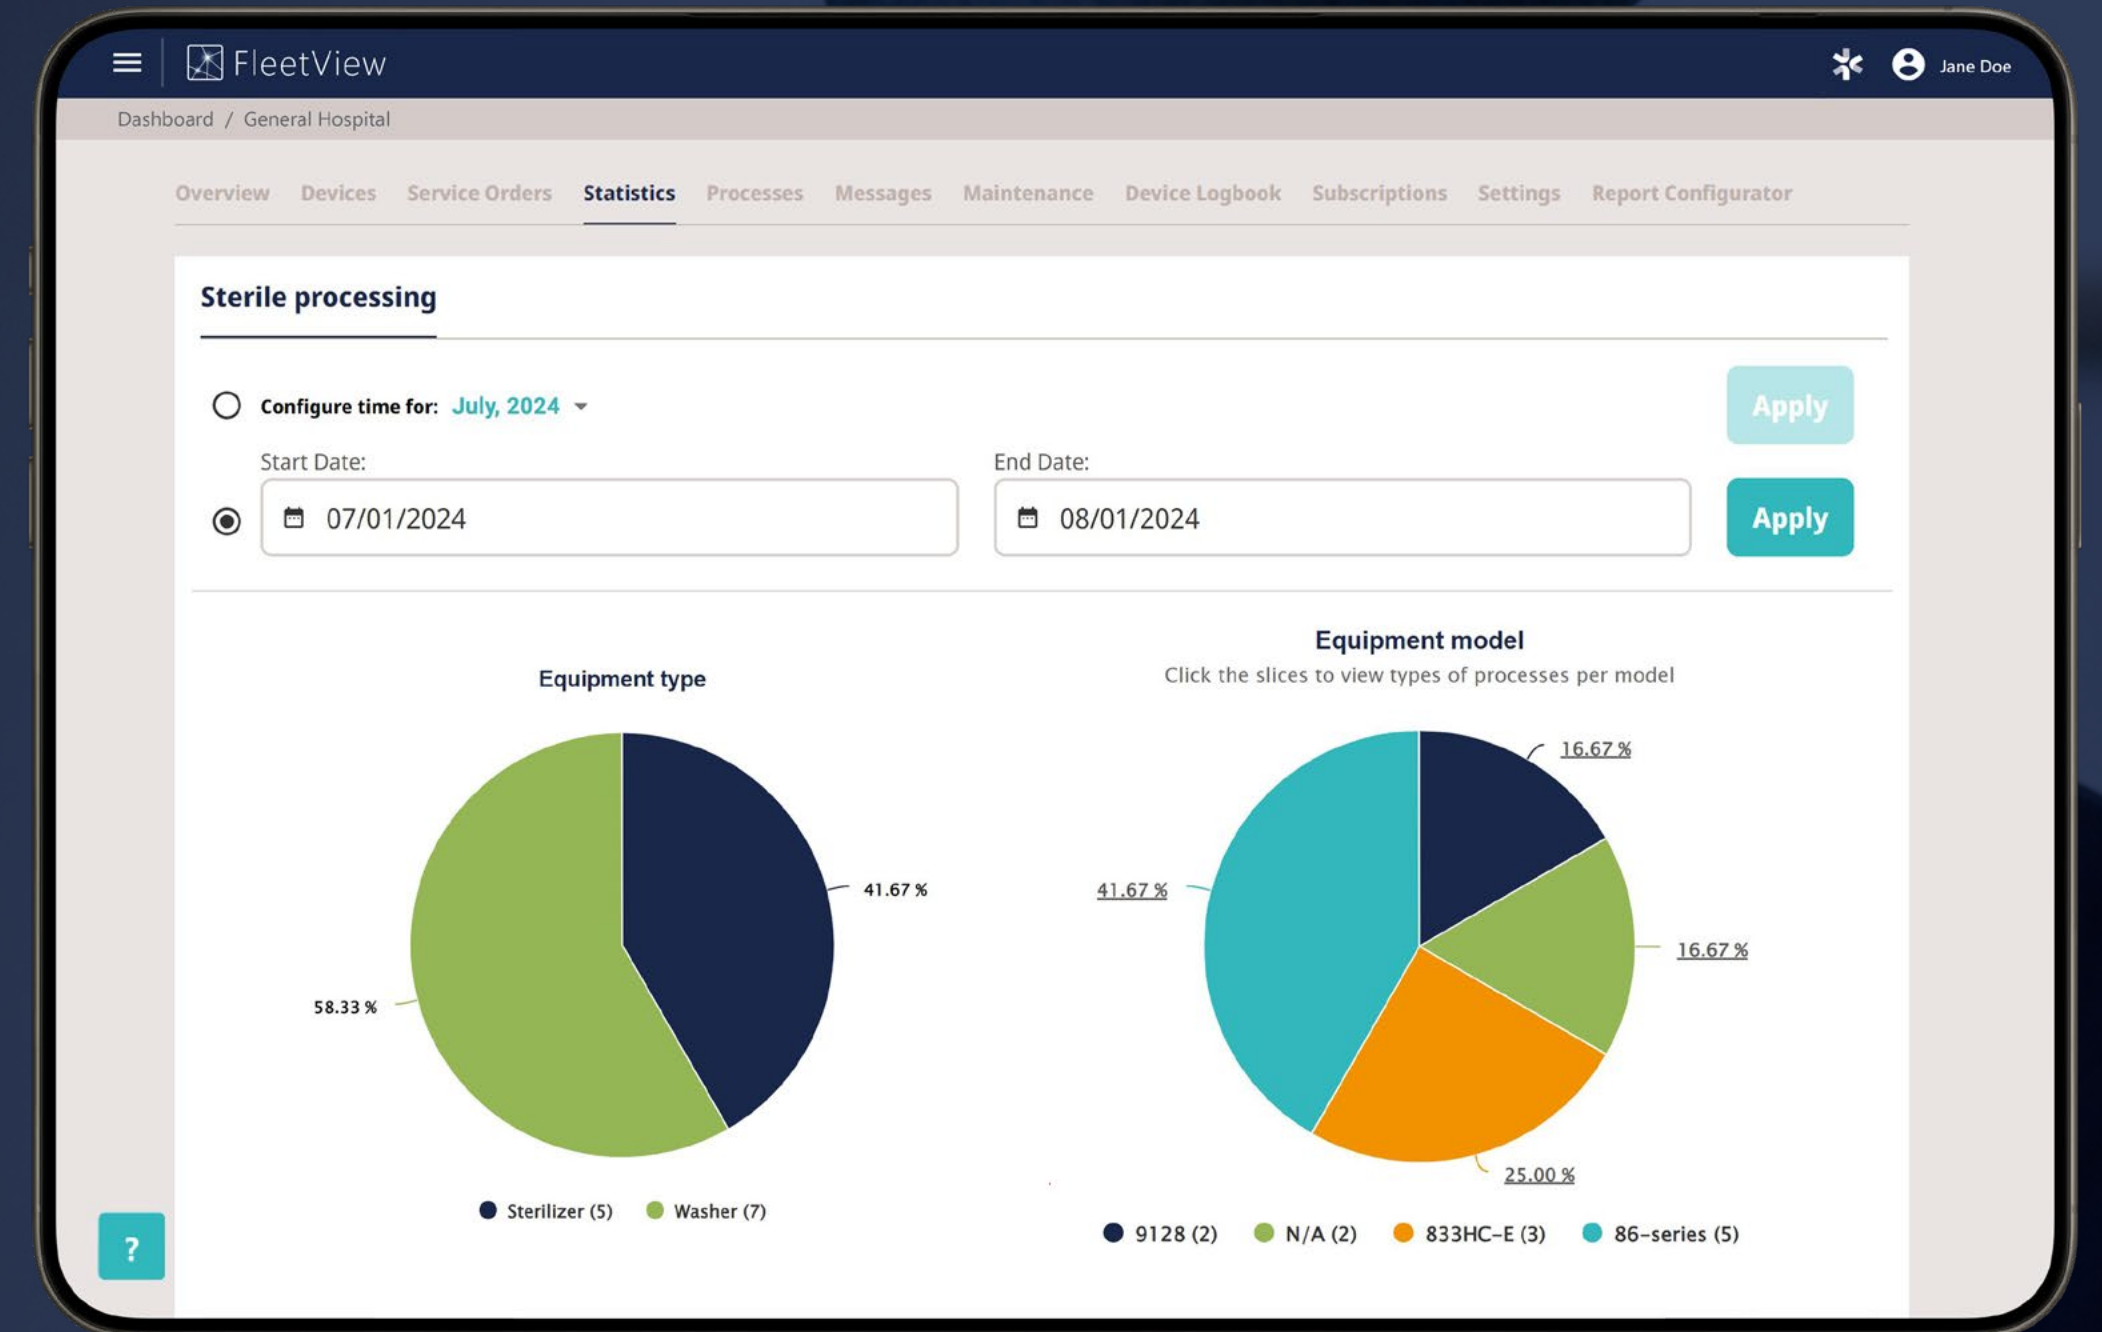 FleetView
Jane Doe
Dashboard / General Hospital
Overview Devices Service Orders Statistics Processes Messages Maintenance Device Logbook Subscriptions Settings Report Configurator
Sterile processing
Configure time for: July, 2024
Apply
Start Date:
End Date:
07/01/2024
08/01/2024
Apply
Equipment type
41.67 %
58.33 %
Sterilizer (5) Washer (7)
Equipment model
Click the slices to view types of processes per model
16.67 %
41.67 %
16.67 %
25.00 %
9128 (2) N/A (2) 833HC-E (3) 86-series (5)
?